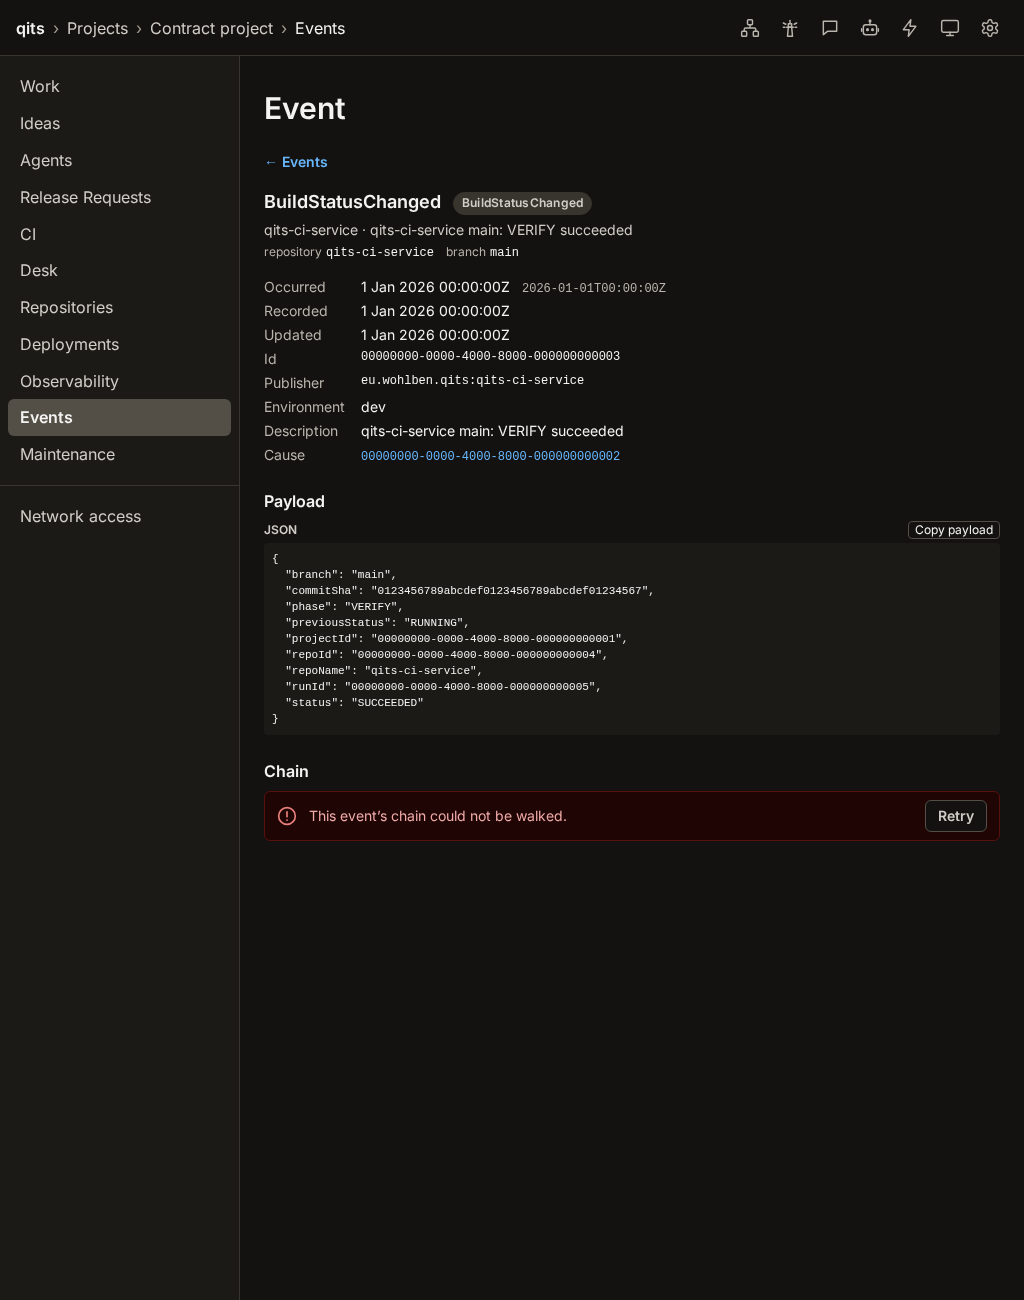 qits › Projects › Contract project › Events
Work
Ideas
Agents
Release Requests
CI
Desk
Repositories
Deployments
Observability
Events
Maintenance
Network access
Event
← Events
BuildStatusChanged BuildStatusChanged
qits-ci-service · qits-ci-service main: VERIFY succeeded
repository qits-ci-service branch main
Occurred 1 Jan 2026 00:00:00Z 2026-01-01T00:00:00Z
Recorded 1 Jan 2026 00:00:00Z
Updated 1 Jan 2026 00:00:00Z
Id 00000000-0000-4000-8000-000000000003
Publisher eu.wohlben.qits:qits-ci-service
Environment dev
Description qits-ci-service main: VERIFY succeeded
Cause 00000000-0000-4000-8000-000000000002
Payload
JSON Copy payload
{
  "branch": "main",
  "commitSha": "0123456789abcdef0123456789abcdef01234567",
  "phase": "VERIFY",
  "previousStatus": "RUNNING",
  "projectId": "00000000-0000-4000-8000-000000000001",
  "repoId": "00000000-0000-4000-8000-000000000004",
  "repoName": "qits-ci-service",
  "runId": "00000000-0000-4000-8000-000000000005",
  "status": "SUCCEEDED"
}
Chain
This event’s chain could not be walked. Retry